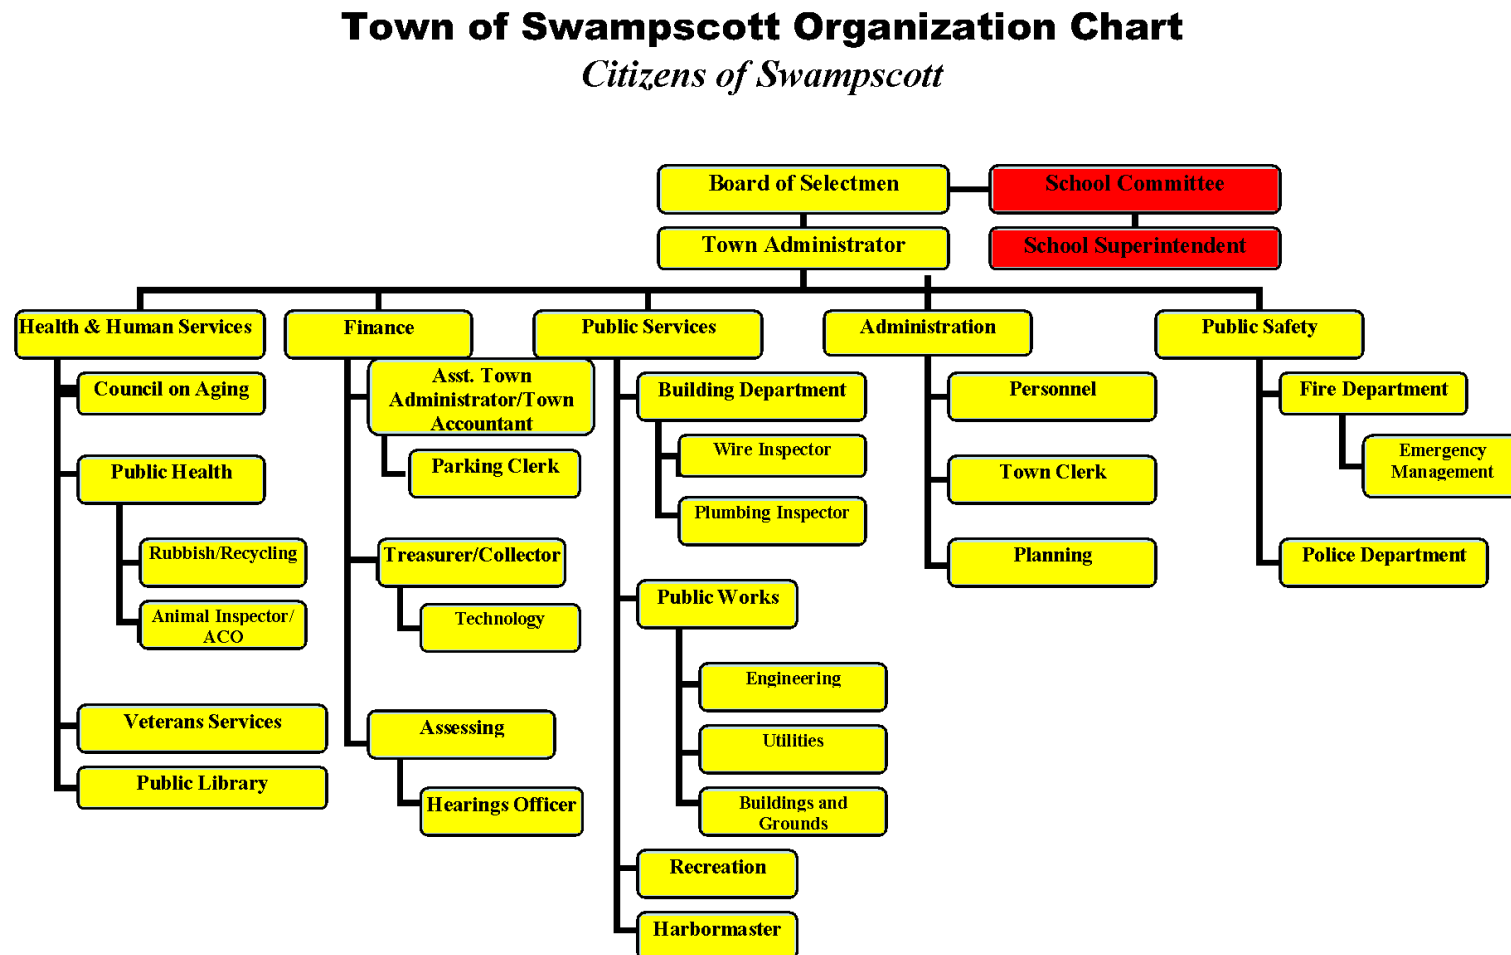 Town of Swampscott Organization Chart
Citizens of Swampscott
Board of Selectmen
School Committee
Town Administrator
School Superintendent
Health & Human Services
Finance
Public Services
Administration
Public Safety
Council on Aging
Public Health
Rubbish/Recycling
Animal Inspector/
ACO
Veterans Services
Public Library
Asst. Town
Administrator/Town
Accountant
Parking Clerk
Treasurer/Collector
Technology
Assessing
Hearings Officer
Building Department
Wire Inspector
Plumbing Inspector
Public Works
Engineering
Utilities
Buildings and
Grounds
Recreation
Harbormaster
Personnel
Town Clerk
Planning
Fire Department
Emergency
Management
Police Department